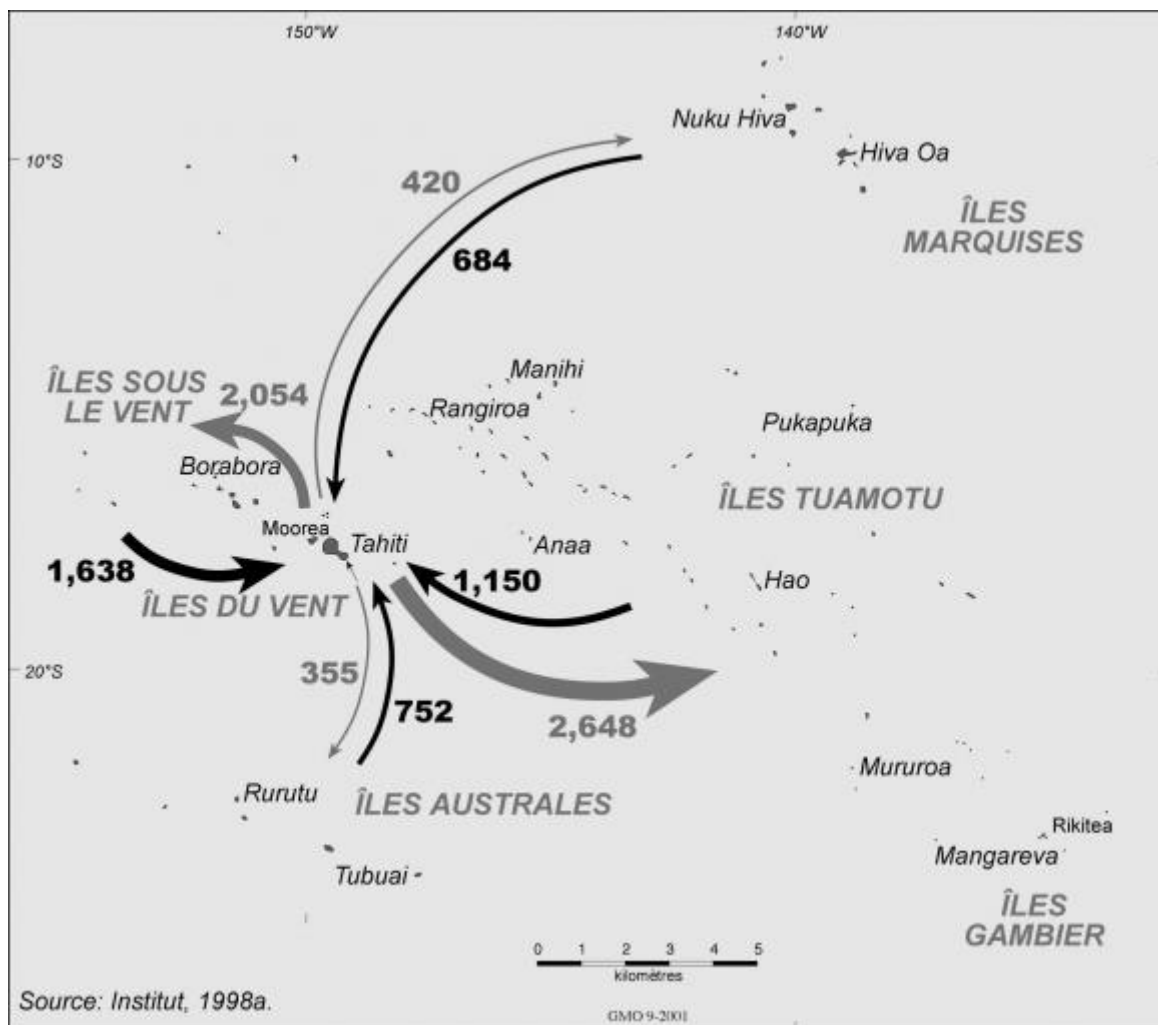 150°W
140°W
Nuku Hiva
10°S
Hiva Oa
420
ÎLES
MARQUISES
684
Manihi
ÎLES SOUS
LE VENT
2,054
Rangiroa
Pukapuka
Borabora
ÎLES TUAMOTU
Moorea
Tahiti
Anaa
1,638
1,150
Hao
ÎLES DU VENT
355
20°S
752
2,648
Mururoa
Rurutu
ÎLES AUSTRALES
Rikitea
Mangareva
Tubuai
ÎLES
GAMBIER
0 1 2 3 4 5
kilomètres
Source: Institut, 1998a.
GMO 9-2001